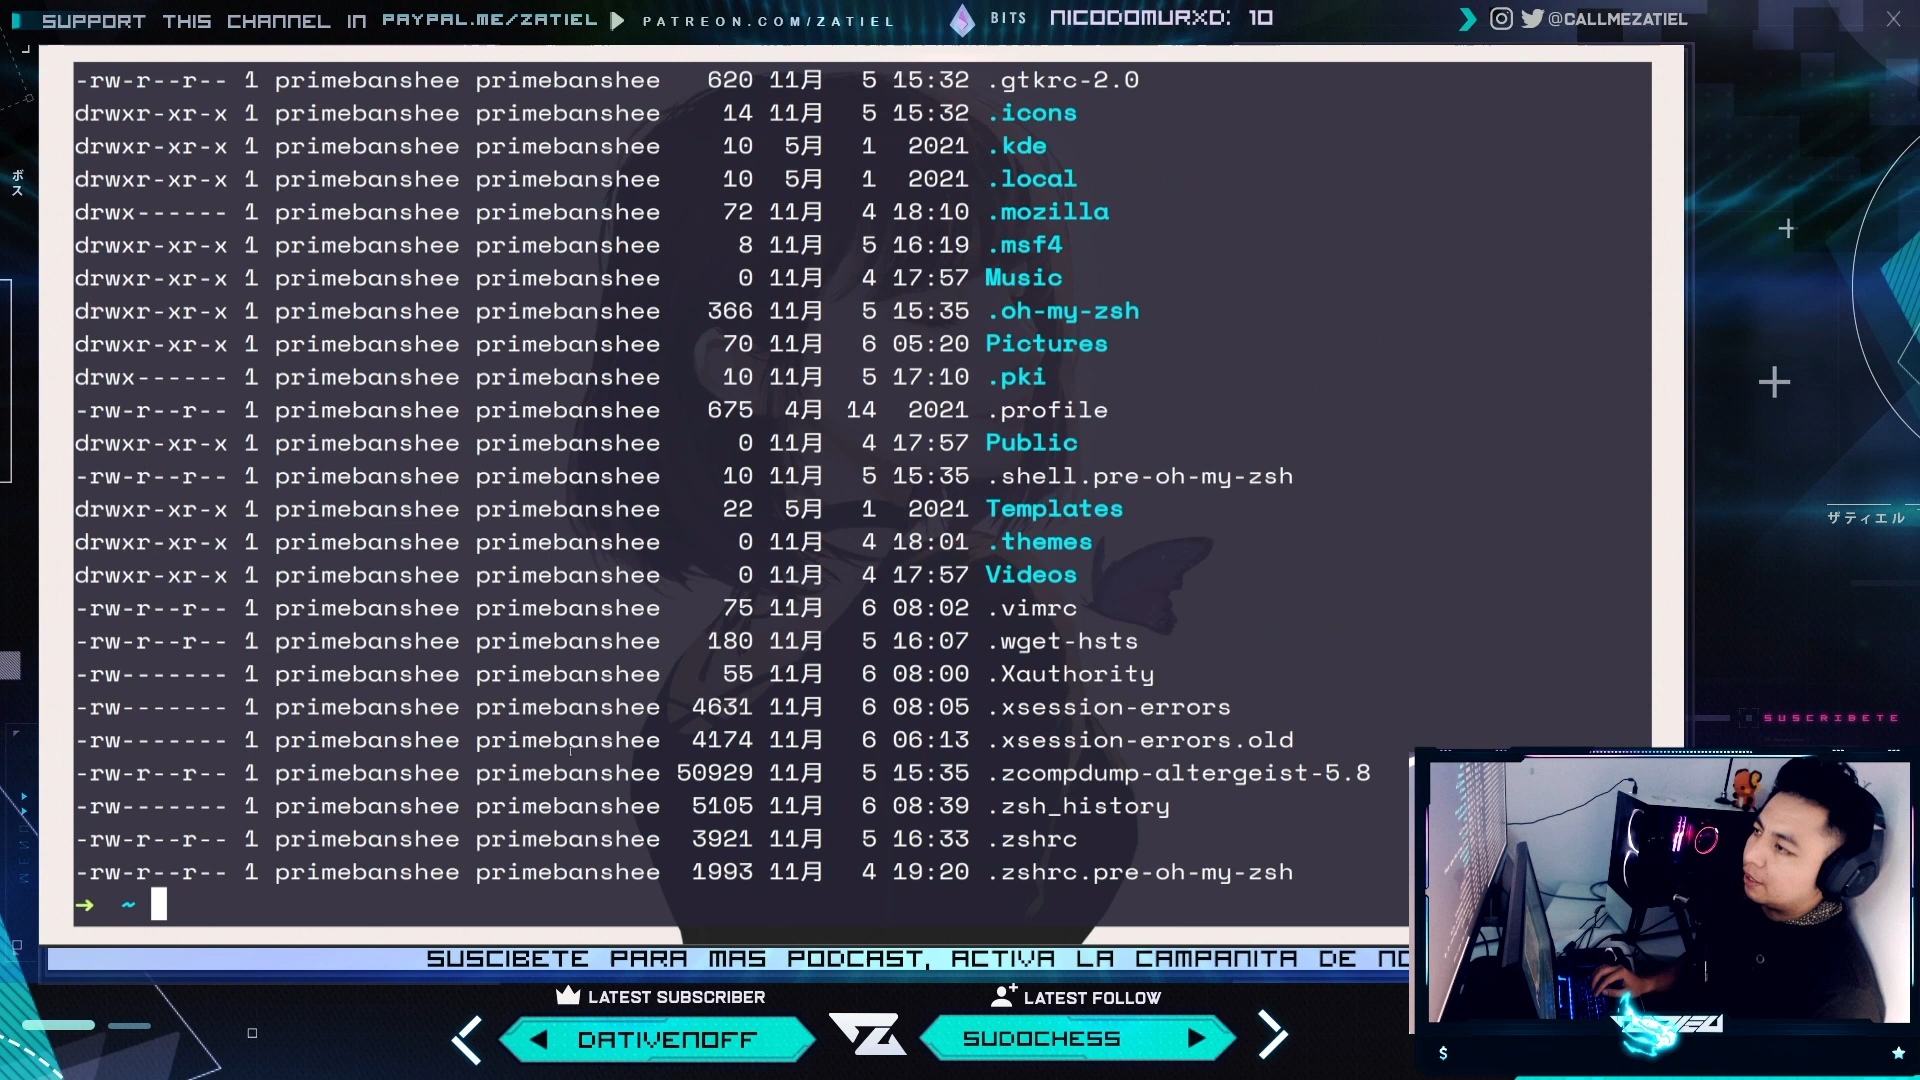 SUPPORT THIS CHANNEL IN PAYPAL.ME/ZATIEL PATREON.COM/ZATIEL BITS NICODOMURXD: 10 @CALLMEZATIEL
-rw-r--r-- 1 primebanshee primebanshee 620 11月 5 15:32 .gtkrc-2.0
drwxr-xr-x 1 primebanshee primebanshee 14 11月 5 15:32 .icons
drwxr-xr-x 1 primebanshee primebanshee 10 5月 1 2021 .kde
drwxr-xr-x 1 primebanshee primebanshee 10 5月 1 2021 .local
drwx------ 1 primebanshee primebanshee 72 11月 4 18:10 .mozilla
drwxr-xr-x 1 primebanshee primebanshee 8 11月 5 16:19 .msf4
drwxr-xr-x 1 primebanshee primebanshee 0 11月 4 17:57 Music
drwxr-xr-x 1 primebanshee primebanshee 366 11月 5 15:35 .oh-my-zsh
drwxr-xr-x 1 primebanshee primebanshee 70 11月 6 05:20 Pictures
drwx------ 1 primebanshee primebanshee 10 11月 5 17:10 .pki
-rw-r--r-- 1 primebanshee primebanshee 675 4月 14 2021 .profile
drwxr-xr-x 1 primebanshee primebanshee 0 11月 4 17:57 Public
-rw-r--r-- 1 primebanshee primebanshee 10 11月 5 15:35 .shell.pre-oh-my-zsh
drwxr-xr-x 1 primebanshee primebanshee 22 5月 1 2021 Templates
drwxr-xr-x 1 primebanshee primebanshee 0 11月 4 18:01 .themes
drwxr-xr-x 1 primebanshee primebanshee 0 11月 4 17:57 Videos
-rw-r--r-- 1 primebanshee primebanshee 75 11月 6 08:02 .vimrc
-rw-r--r-- 1 primebanshee primebanshee 180 11月 5 16:07 .wget-hsts
-rw------- 1 primebanshee primebanshee 55 11月 6 08:00 .Xauthority
-rw------- 1 primebanshee primebanshee 4631 11月 6 08:05 .xsession-errors
-rw------- 1 primebanshee primebanshee 4174 11月 6 06:13 .xsession-errors.old
-rw-r--r-- 1 primebanshee primebanshee 50929 11月 5 15:35 .zcompdump-altergeist-5.8
-rw------- 1 primebanshee primebanshee 5105 11月 6 08:39 .zsh_history
-rw-r--r-- 1 primebanshee primebanshee 3921 11月 5 16:33 .zshrc
-rw-r--r-- 1 primebanshee primebanshee 1993 11月 4 19:20 .zshrc.pre-oh-my-zsh
➜ ~
ボス
ザティエル
SUSCRIBETE
SUSCIBETE PARA MAS PODCAST, ACTIVA LA CAMPANITA DE NO
LATEST SUBSCRIBER
DATIVENOFF
LATEST FOLLOW
SUDOCHESS
$